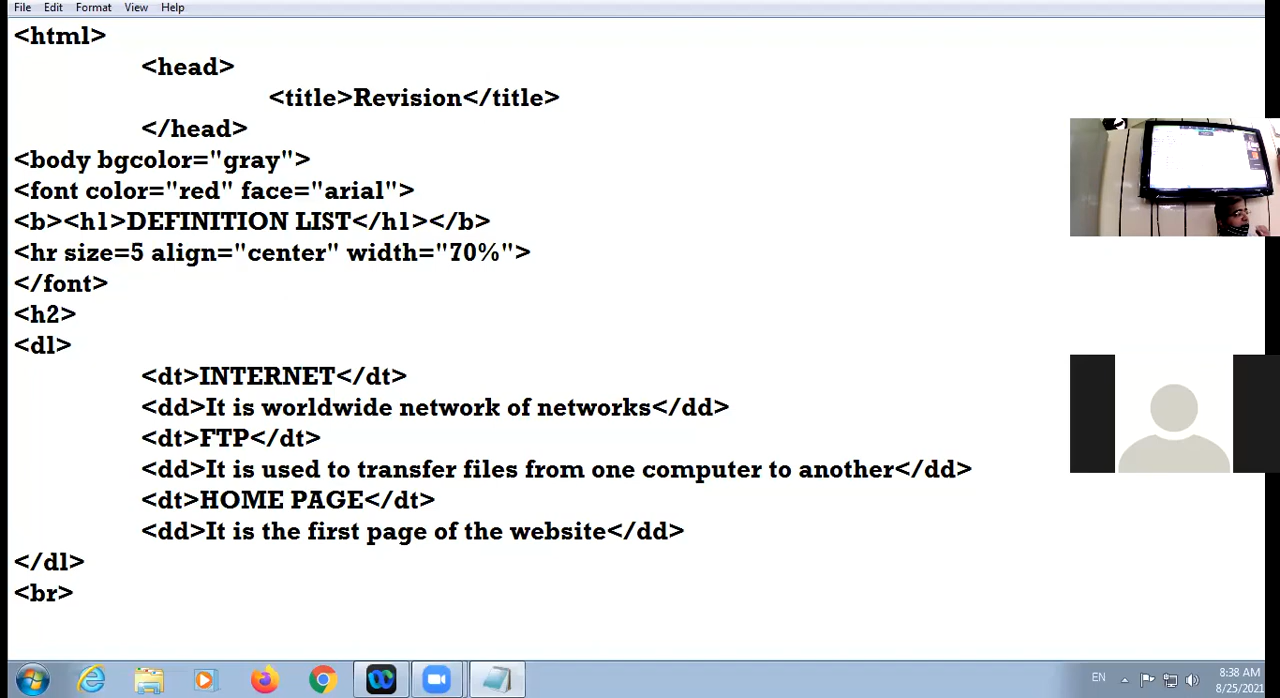 File Edit Format View Help
<html>
<head>
<title>Revision</title>
</head>
<body bgcolor="gray">
<font color="red" face="arial">
<b><h1>DEFINITION LIST</h1></b>
<hr size=5 align="center" width="70%">
</font>
<h2>
<dl>
<dt>INTERNET</dt>
<dd>It is worldwide network of networks</dd>
<dt>FTP</dt>
<dd>It is used to transfer files from one computer to another</dd>
<dt>HOME PAGE</dt>
<dd>It is the first page of the website</dd>
</dl>
<br>
EN
8:38 AM
8/25/2021